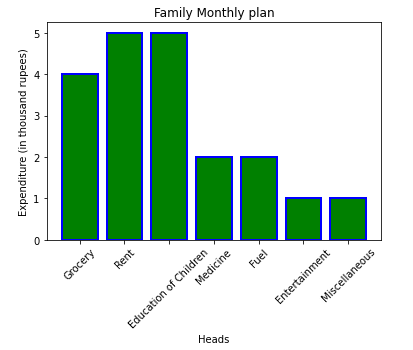 Family Monthly plan
Expenditure (in thousand rupees)
5
4
3
2
1
0
Grocery
Rent
Education of Children
Medicine
Fuel
Entertainment
Miscellaneous
Heads